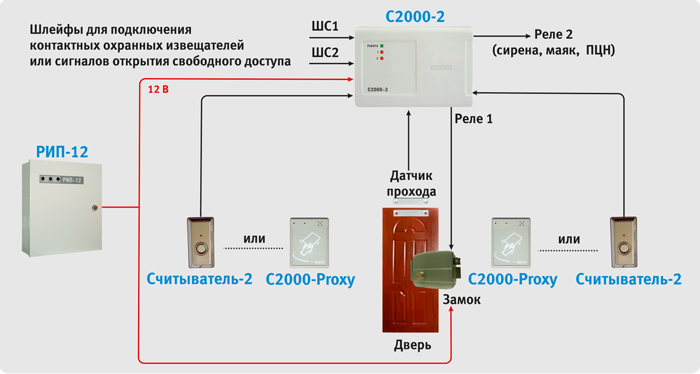 С2000-2
Шлейфы для подключения
контактных охранных извещателей
или сигналов открытия свободного доступа
ШС1
ШС2
Реле 2
(сирена, маяк, ПЦН)
С2000-2
12 В
Реле 1
РИП-12
РИП-12
Датчик
прохода
или
или
Считыватель-2
С2000-Proxy
С2000-Proxy
Считыватель-2
Замок
Дверь